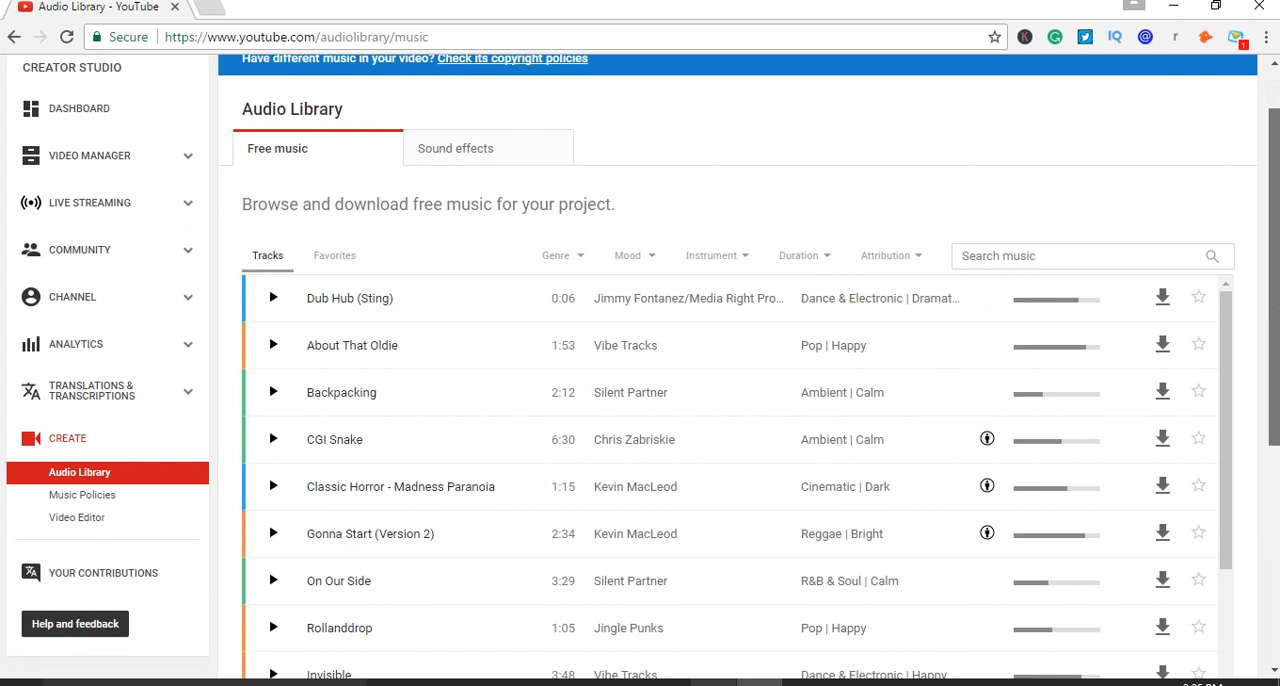 Audio Library - YouTube
Secure https://www.youtube.com/audiolibrary/music
K G IQ @ r 1
CREATOR STUDIO
DASHBOARD
VIDEO MANAGER
LIVE STREAMING
COMMUNITY
CHANNEL
ANALYTICS
TRANSLATIONS &
TRANSCRIPTIONS
CREATE
Audio Library
Music Policies
Video Editor
YOUR CONTRIBUTIONS
Help and feedback
Have different music in your video? Check its copyright policies
Audio Library
Free music Sound effects
Browse and download free music for your project.
Tracks Favorites Genre Mood Instrument Duration Attribution Search music
Dub Hub (Sting) 0:06 Jimmy Fontanez/Media Right Pro... Dance & Electronic | Dramat...
About That Oldie 1:53 Vibe Tracks Pop | Happy
Backpacking 2:12 Silent Partner Ambient | Calm
CGI Snake 6:30 Chris Zabriskie Ambient | Calm
Classic Horror - Madness Paranoia 1:15 Kevin MacLeod Cinematic | Dark
Gonna Start (Version 2) 2:34 Kevin MacLeod Reggae | Bright
On Our Side 3:29 Silent Partner R&B & Soul | Calm
Rollanddrop 1:05 Jingle Punks Pop | Happy
Invisible 3:48 Vibe Tracks Dance & Electronic | Happy